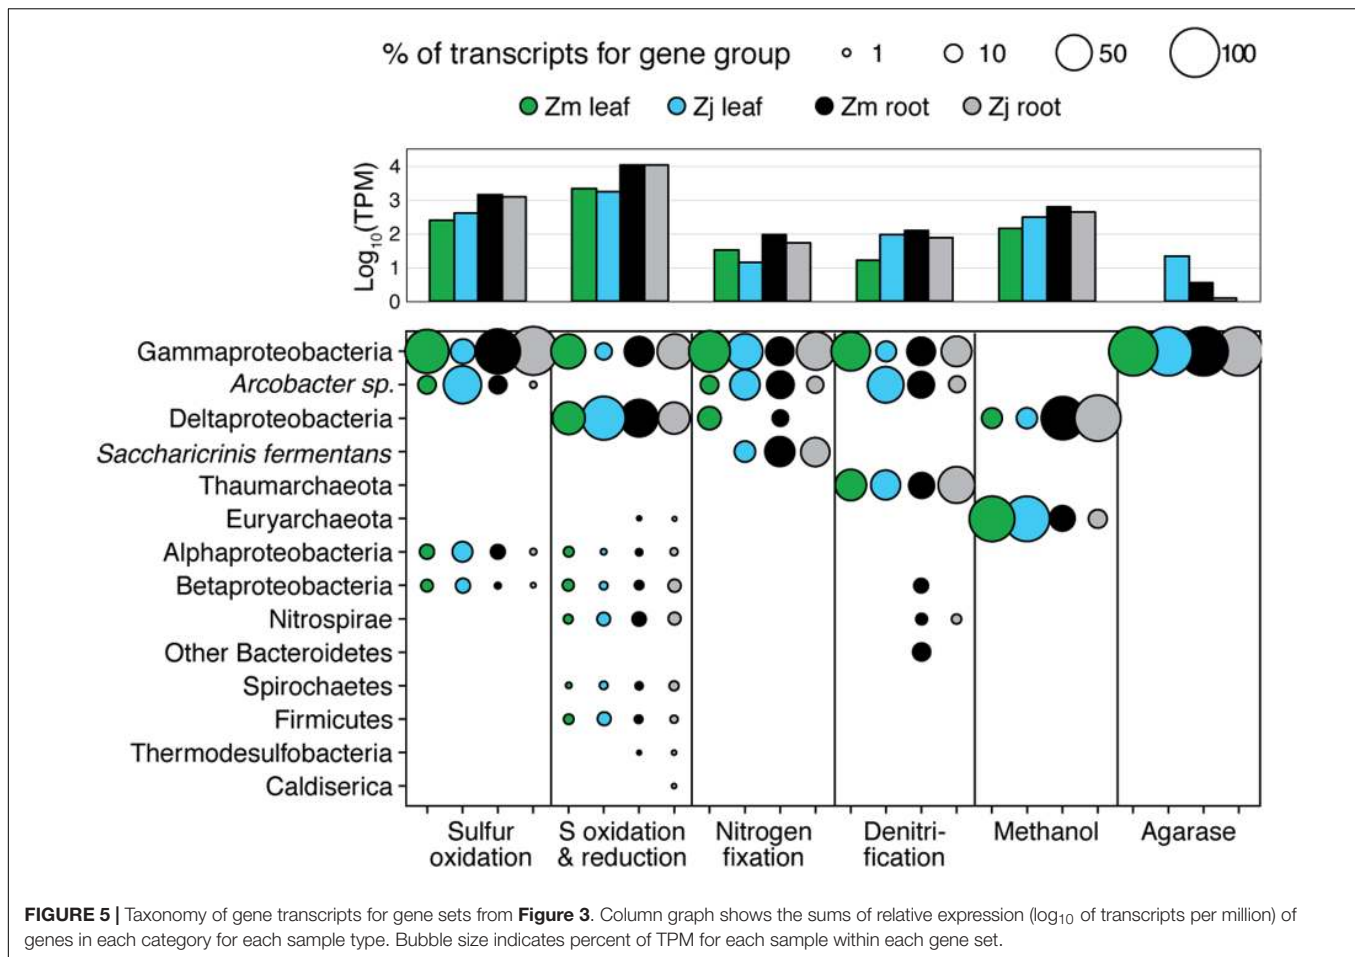 % of transcripts for gene group 1 10 50 100
Zm leaf Zj leaf Zm root Zj root
Log10(TPM)
4
3
2
1
0
Gammaproteobacteria
Arcobacter sp.
Deltaproteobacteria
Saccharicrinis fermentans
Thaumarchaeota
Euryarchaeota
Alphaproteobacteria
Betaproteobacteria
Nitrospirae
Other Bacteroidetes
Spirochaetes
Firmicutes
Thermodesulfobacteria
Caldiserica
Sulfur
oxidation
S oxidation
& reduction
Nitrogen
fixation
Denitri-
fication
Methanol
Agarase
FIGURE 5 | Taxonomy of gene transcripts for gene sets from Figure 3. Column graph shows the sums of relative expression (log10 of transcripts per million) of
genes in each category for each sample type. Bubble size indicates percent of TPM for each sample within each gene set.